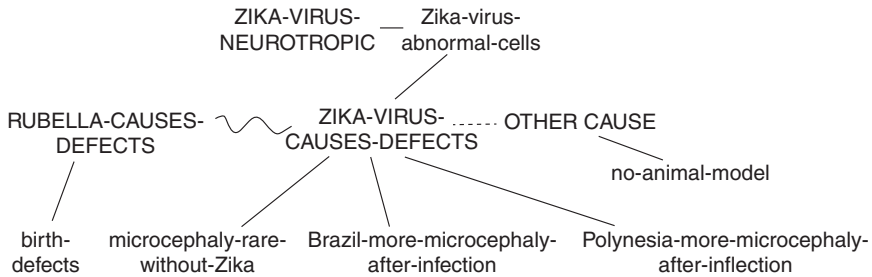 ZIKA-VIRUS-
NEUROTROPIC
Zika-virus-
abnormal-cells
RUBELLA-CAUSES-
DEFECTS
ZIKA-VIRUS-
CAUSES-DEFECTS
OTHER CAUSE
no-animal-model
birth-
defects
microcephaly-rare-
without-Zika
Brazil-more-microcephaly-
after-infection
Polynesia-more-microcephaly-
after-inflection